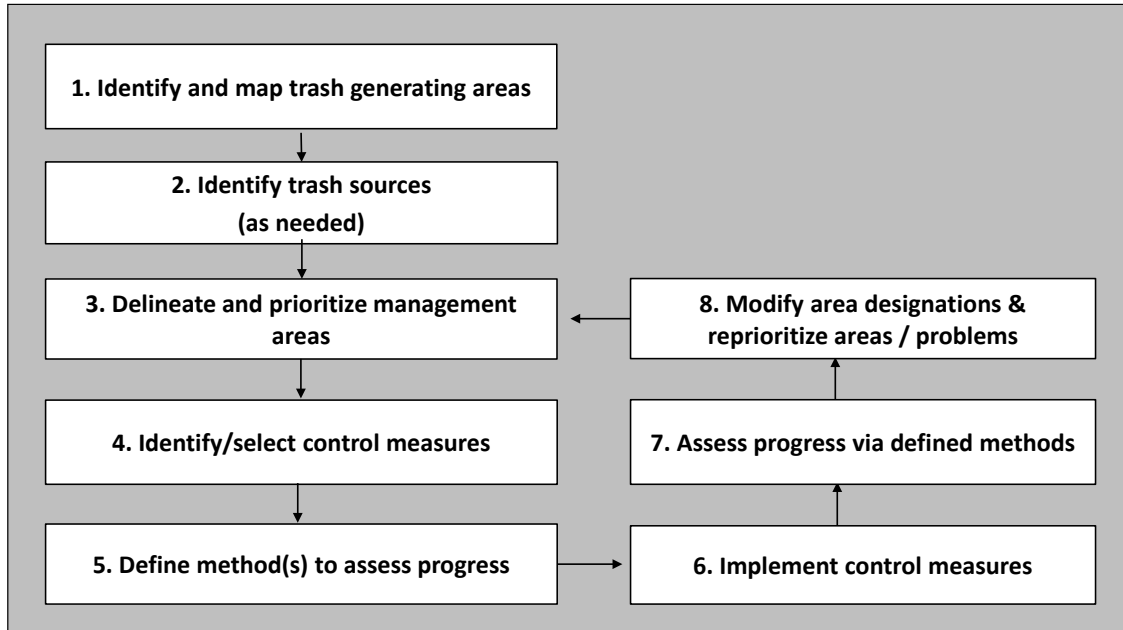 1. Identify and map trash generating areas
2. Identify trash sources
(as needed)
3. Delineate and prioritize management
areas
4. Identify/select control measures
5. Define method(s) to assess progress
6. Implement control measures
7. Assess progress via defined methods
8. Modify area designations &
reprioritize areas / problems